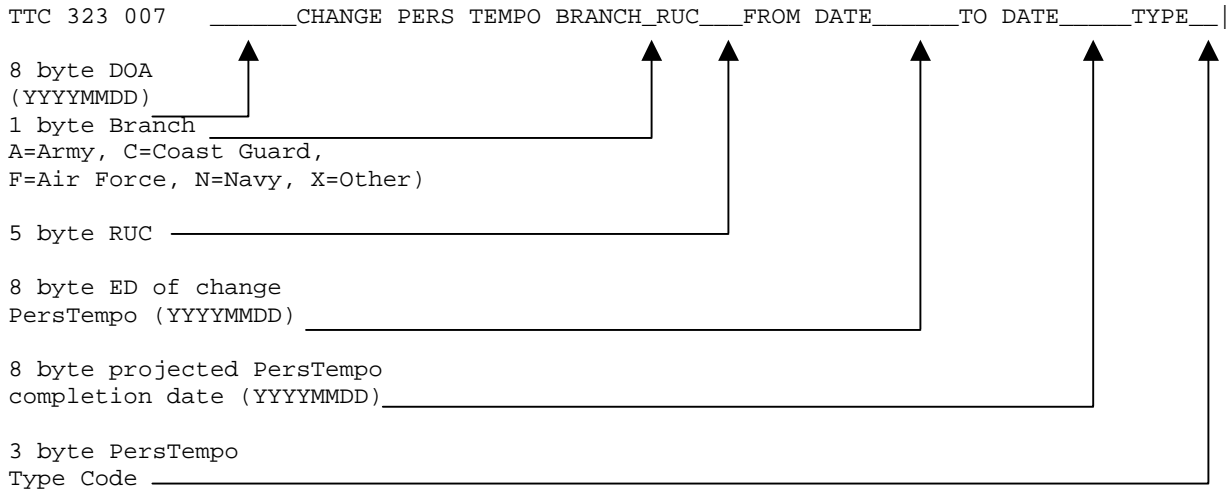 TTC 323 007 ______CHANGE PERS TEMPO BRANCH_RUC___FROM DATE______TO DATE_____TYPE__|
8 byte DOA
(YYYYMMDD)
1 byte Branch
A=Army, C=Coast Guard,
F=Air Force, N=Navy, X=Other)
5 byte RUC
8 byte ED of change
PersTempo (YYYYMMDD)
8 byte projected PersTempo
completion date (YYYYMMDD)
3 byte PersTempo
Type Code